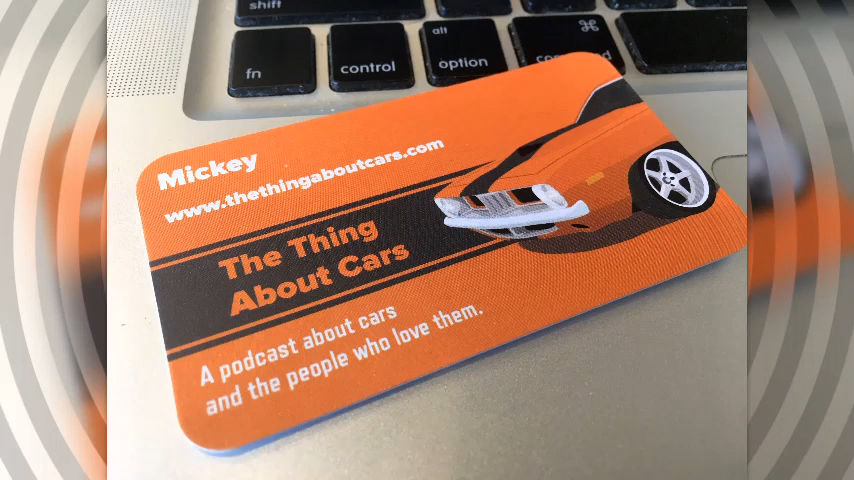 shift
fn
control
alt
option
⌘
command
Mickey
www.thethingaboutcars.com
The Thing
About Cars
A podcast about cars
and the people who love them.